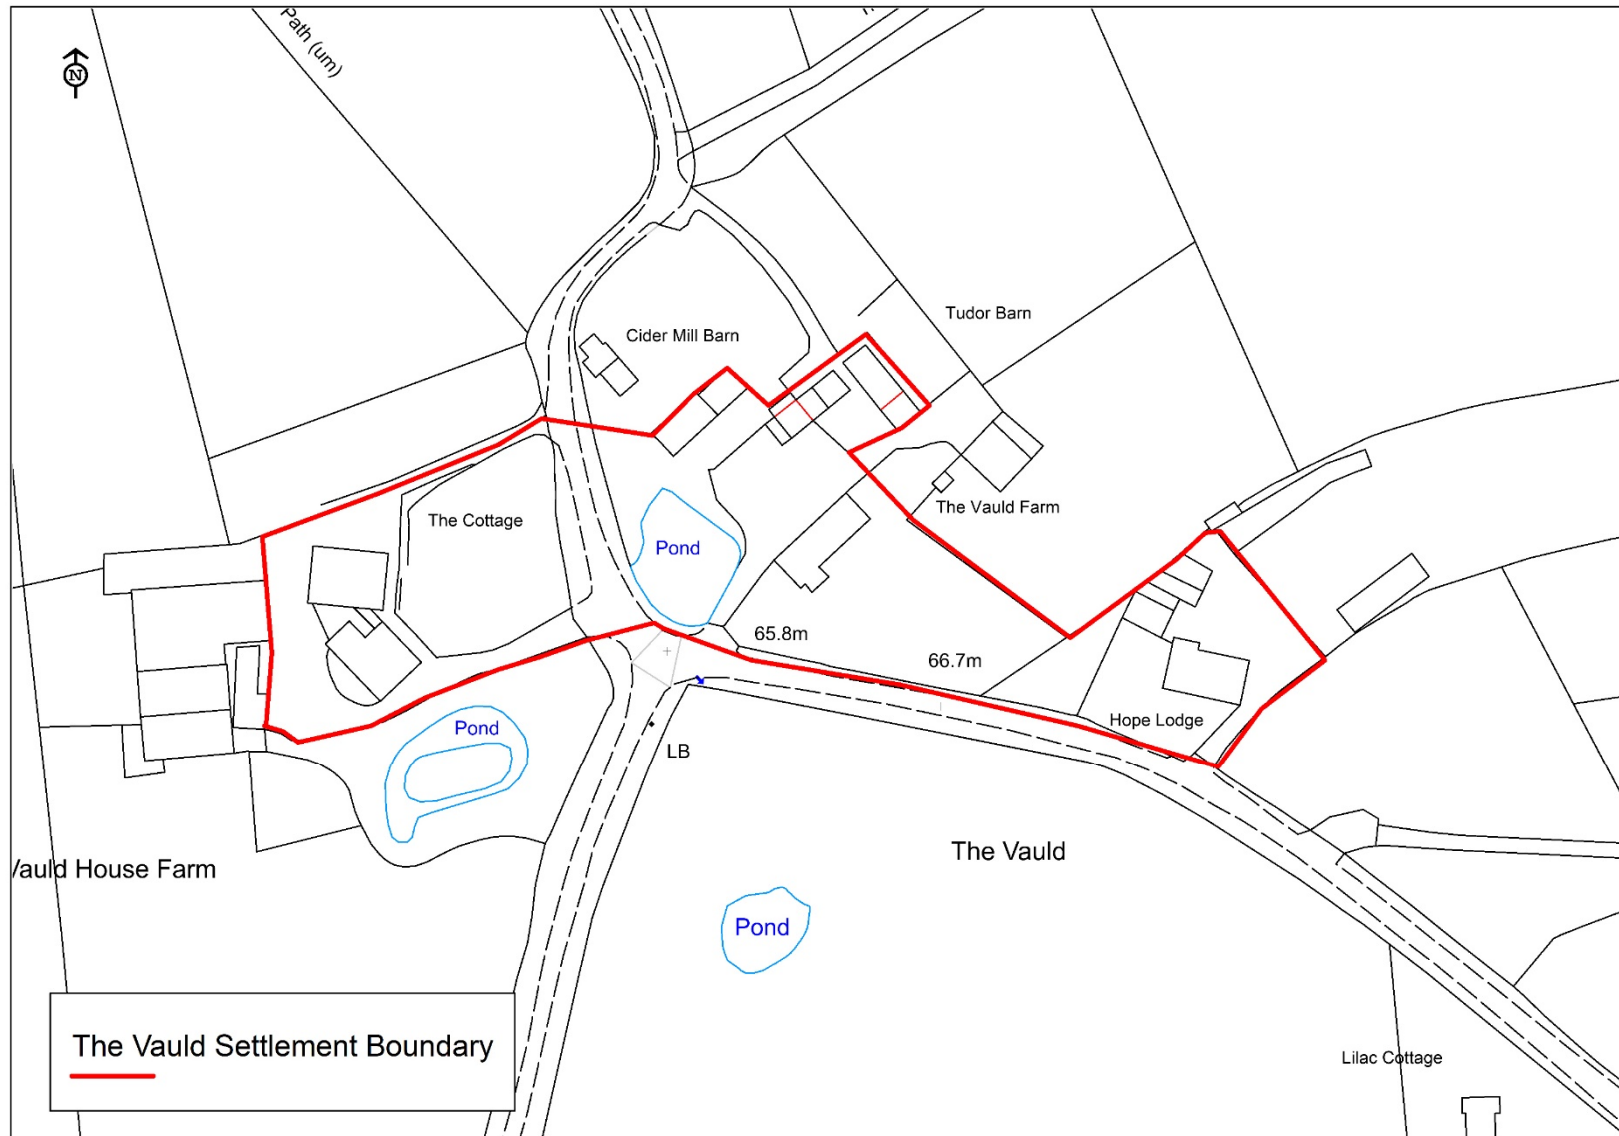 Path (um)
N
Tudor Barn
Cider Mill Barn
The Vauld Farm
The Cottage
Pond
65.8m
66.7m
Hope Lodge
Pond
LB
The Vauld
Vauld House Farm
Pond
The Vauld Settlement Boundary
Lilac Cottage